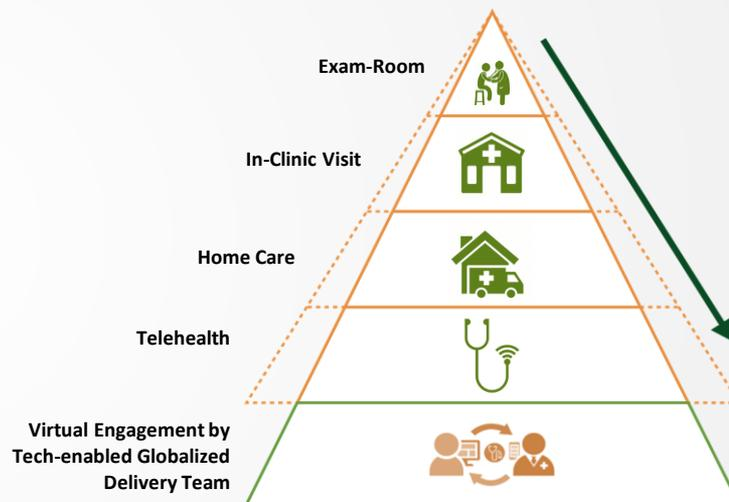 Exam-Room
In-Clinic Visit
Home Care
Telehealth
Virtual Engagement by
Tech-enabled Globalized
Delivery Team